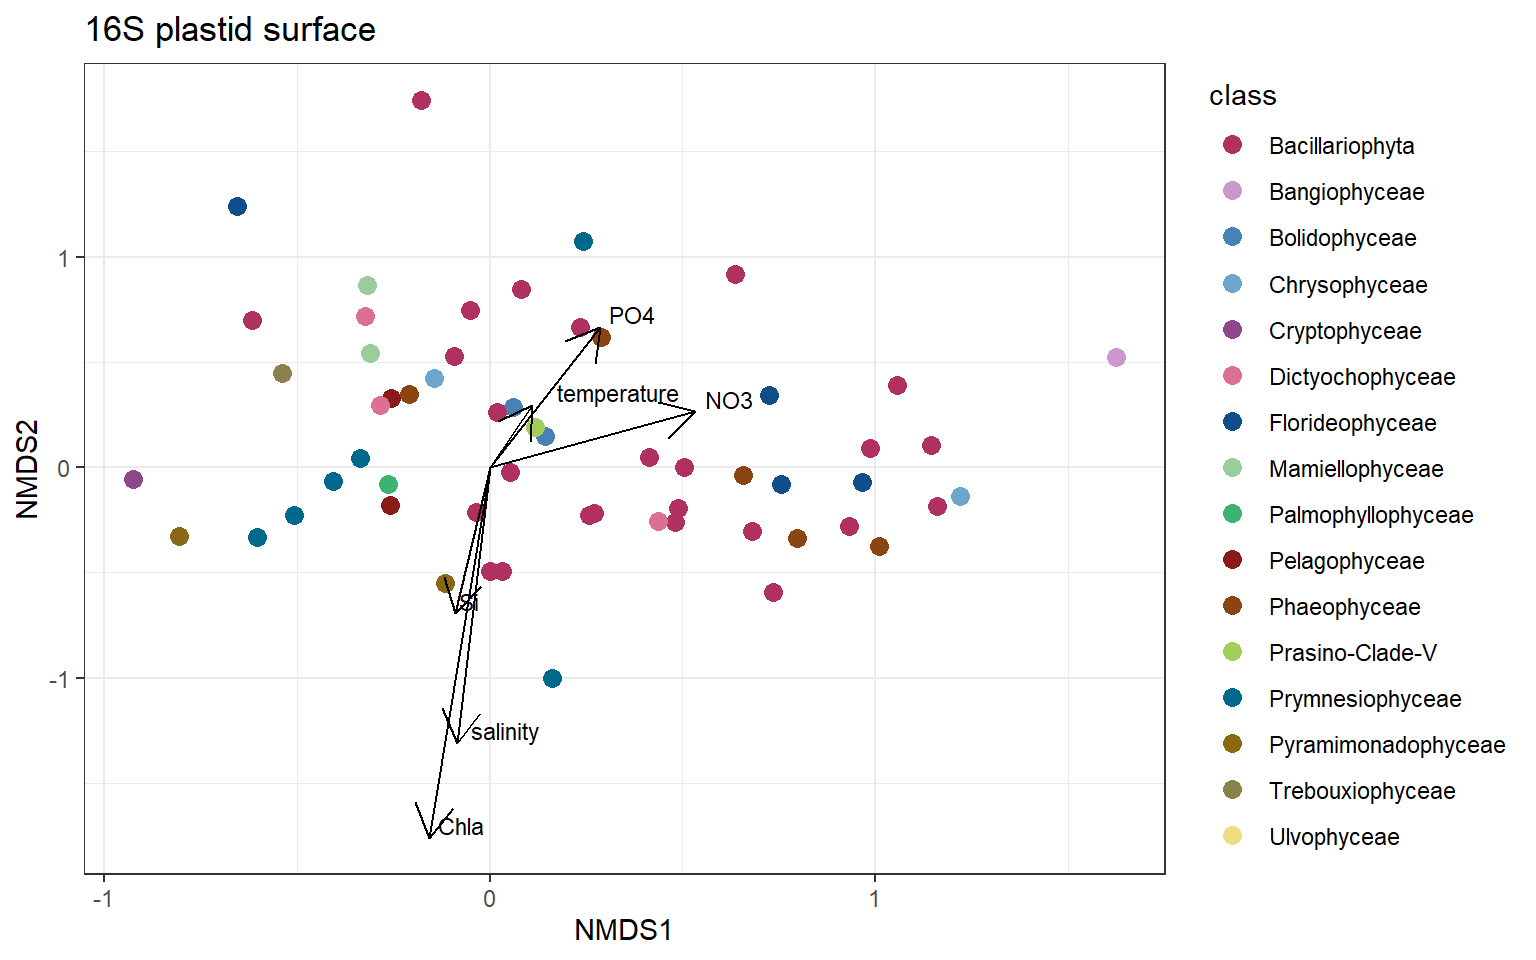 16S plastid surface
class
Bacillariophyta
Bangiophyceae
Bolidophyceae
Chrysophyceae
Cryptophyceae
Dictyochophyceae
Florideophyceae
Mamiellophyceae
Palmophyllophyceae
Pelagophyceae
Phaeophyceae
Prasino-Clade-V
Prymnesiophyceae
Pyramimonadophyceae
Trebouxiophyceae
Ulvophyceae
PO4
temperature
NO3
Si
salinity
Chla
NMDS2
1
0
-1
-1
0
1
NMDS1